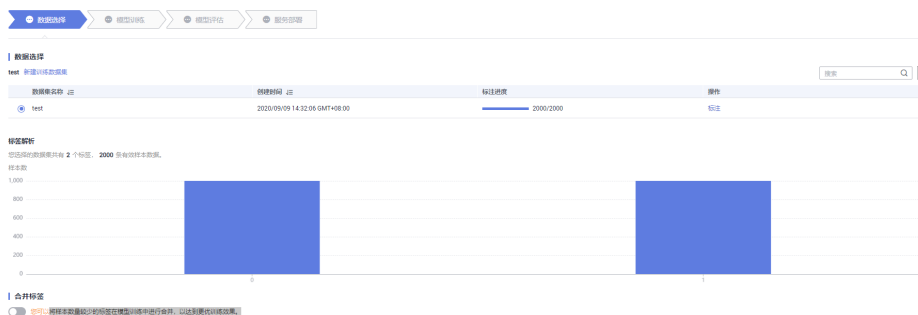 数据选择 模型训练 模型评估 服务部署
数据选择
test 新建训练数据集
搜索
数据集名称 创建时间 标注进度 操作
test 2020/09/09 14:32:06 GMT+08:00 2000/2000 标注
标签解析
您选择的数据集共有 2 个标签， 2000 条有效样本数据。
样本数
1,000
800
600
400
200
0
0 1
合并标签
您可以将样本数量较少的标签在模型训练中进行合并，以达到更优训练效果。